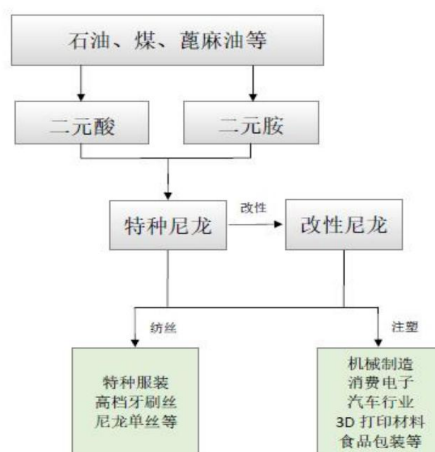 石油、煤、蓖麻油等
二元酸
二元胺
特种尼龙
改性
改性尼龙
纺丝
注塑
特种服装
高档牙刷丝
尼龙单丝等
机械制造
消费电子
汽车行业
3D 打印材料
食品包装等